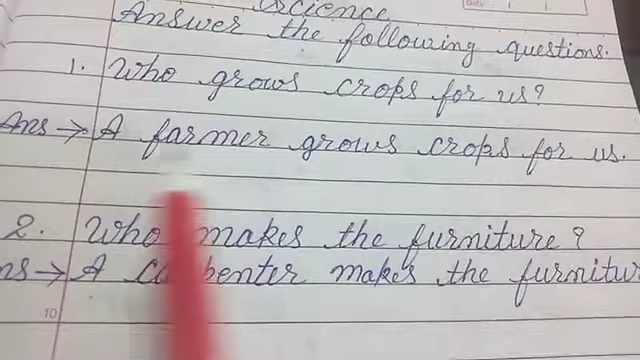 Science
Answer the following questions.
1. Who grows crops for us?
Ans → A farmer grows crops for us.
2. Who makes the furniture?
ns → A carpenter makes the furnitur
10